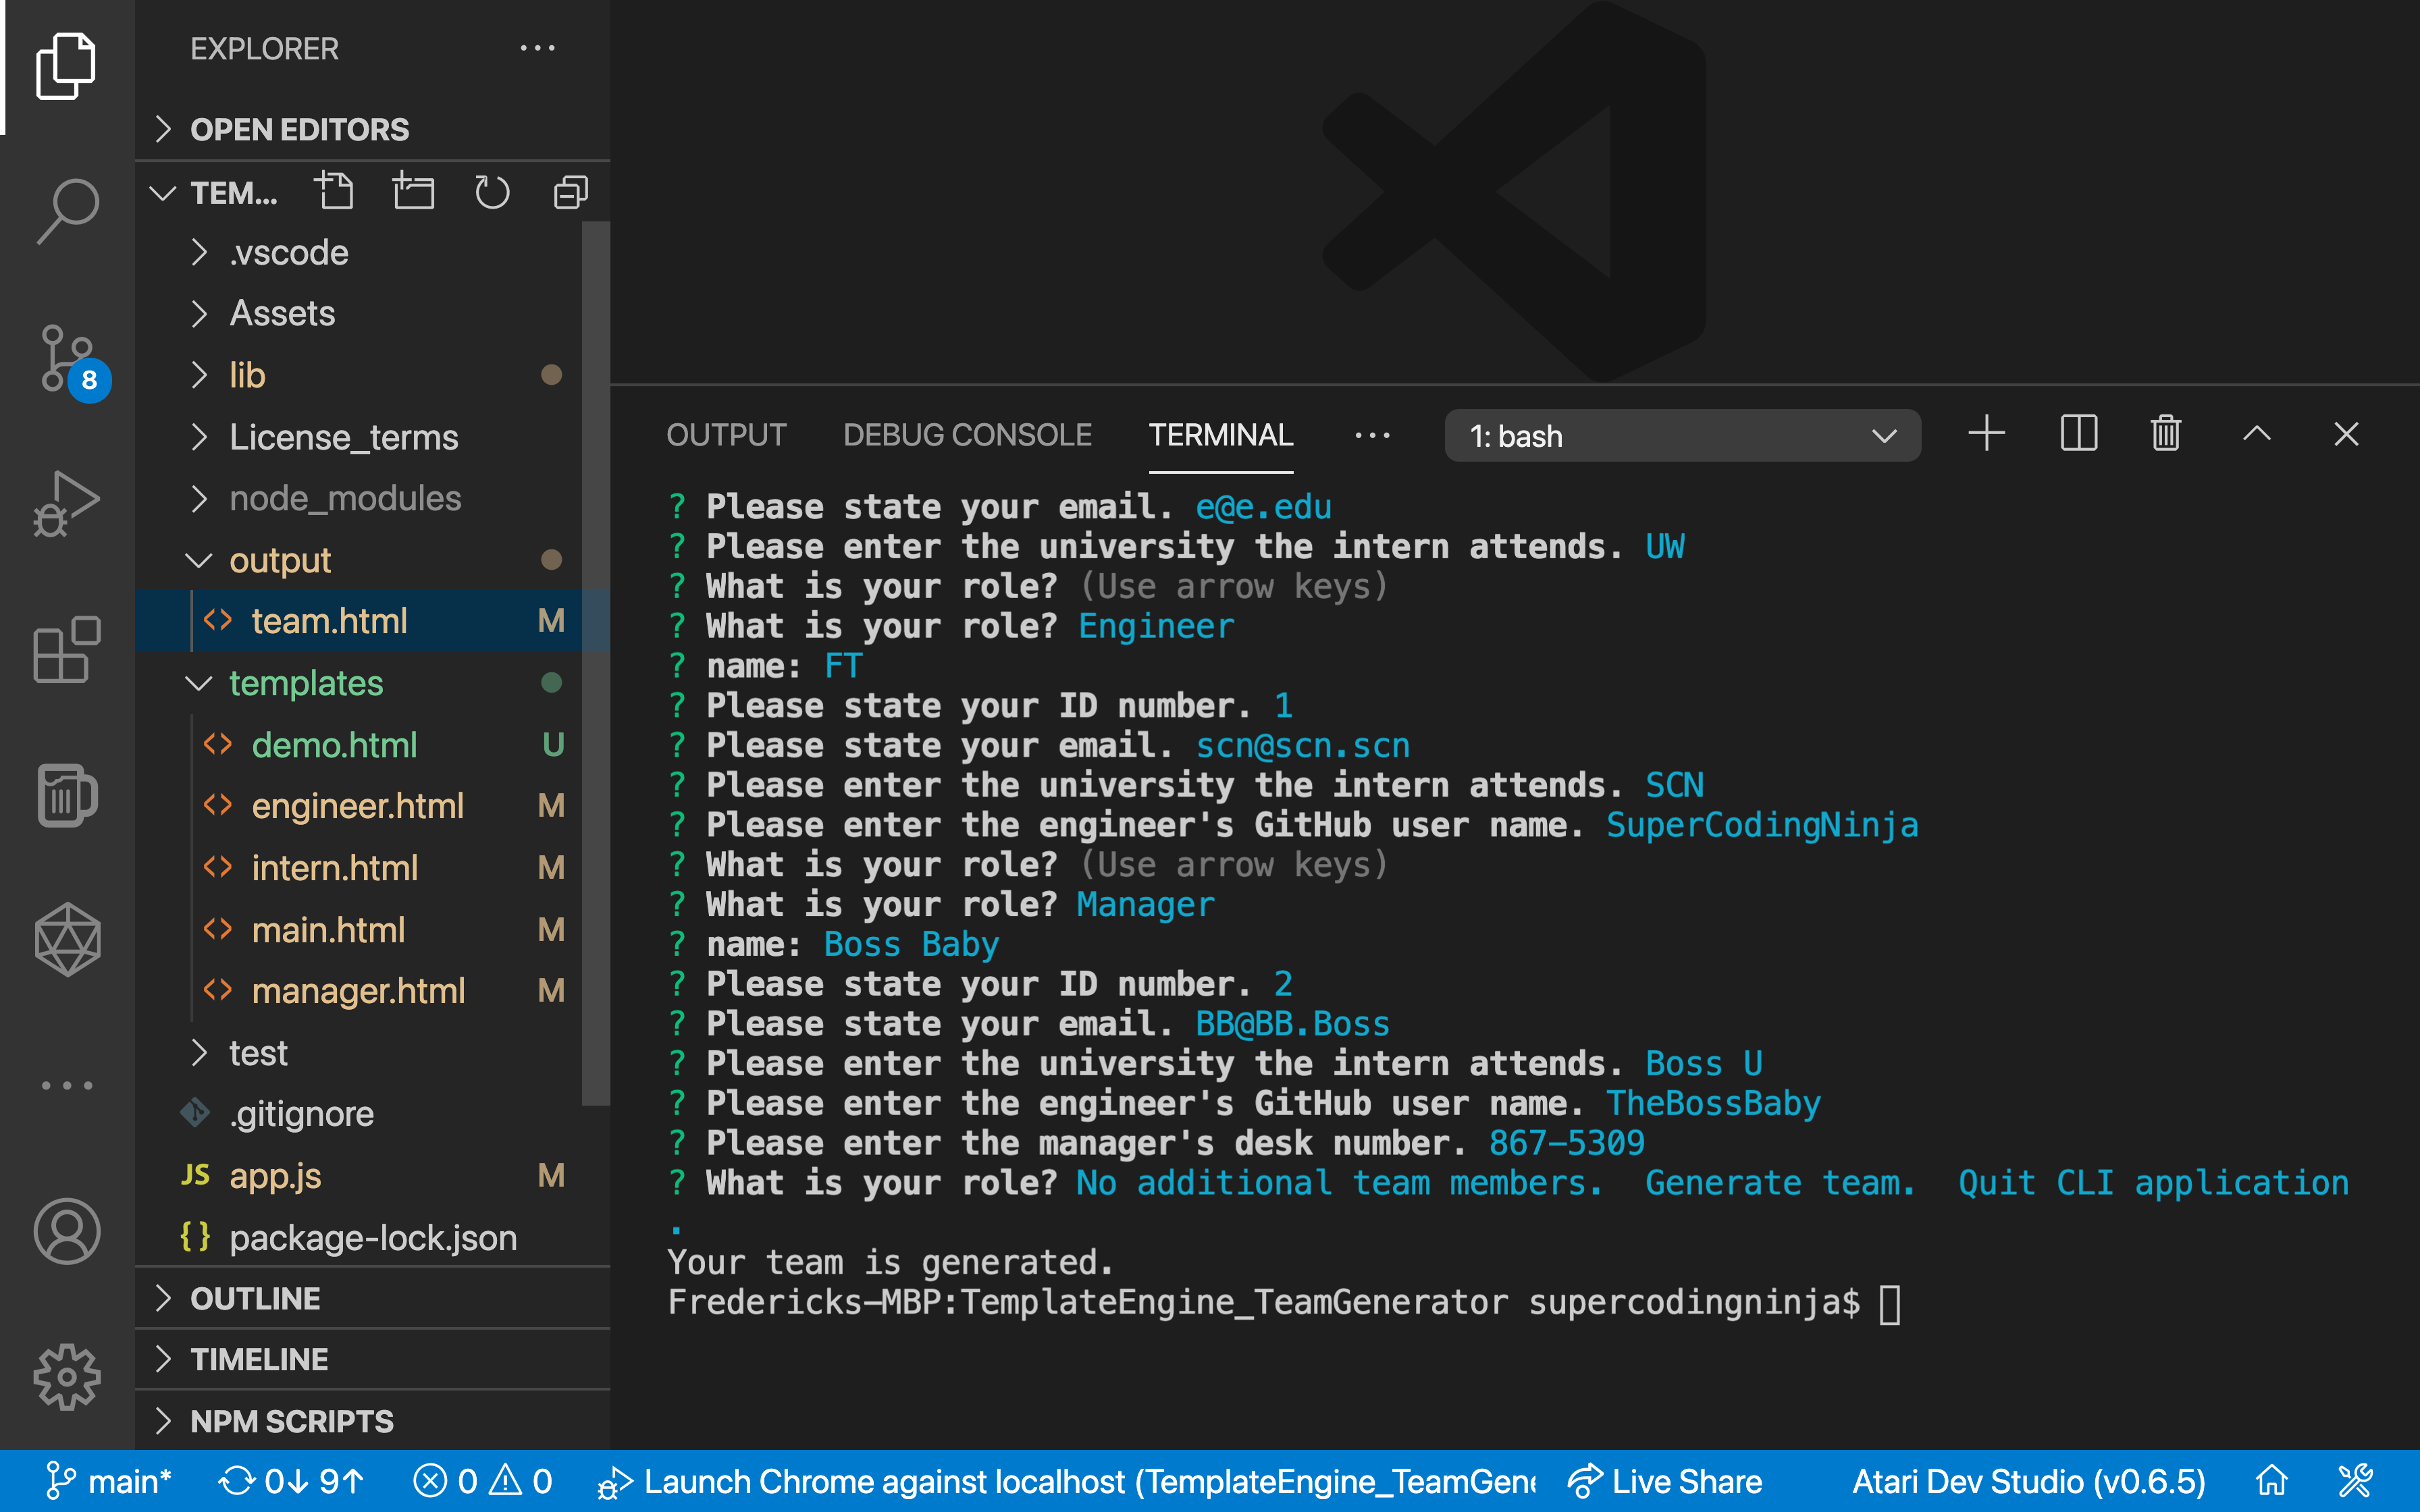 EXPLORER
OPEN EDITORS
TEM...
.vscode
Assets
lib
License_terms
node_modules
output
team.html M
templates
demo.html U
engineer.html M
intern.html M
main.html M
manager.html M
test
.gitignore
JS app.js M
{} package-lock.json
OUTLINE
TIMELINE
NPM SCRIPTS
8
OUTPUT DEBUG CONSOLE TERMINAL ··· 1: bash
? Please state your email. e@e.edu
? Please enter the university the intern attends. UW
? What is your role? (Use arrow keys)
? What is your role? Engineer
? name: FT
? Please state your ID number. 1
? Please state your email. scn@scn.scn
? Please enter the university the intern attends. SCN
? Please enter the engineer's GitHub user name. SuperCodingNinja
? What is your role? (Use arrow keys)
? What is your role? Manager
? name: Boss Baby
? Please state your ID number. 2
? Please state your email. BB@BB.Boss
? Please enter the university the intern attends. Boss U
? Please enter the engineer's GitHub user name. TheBossBaby
? Please enter the manager's desk number. 867-5309
? What is your role? No additional team members.  Generate team.  Quit CLI application
.
Your team is generated.
Fredericks-MBP:TemplateEngine_TeamGenerator supercodingninja$
main* 0↓ 9↑ 0 0 Launch Chrome against localhost (TemplateEngine_TeamGene Live Share Atari Dev Studio (v0.6.5)